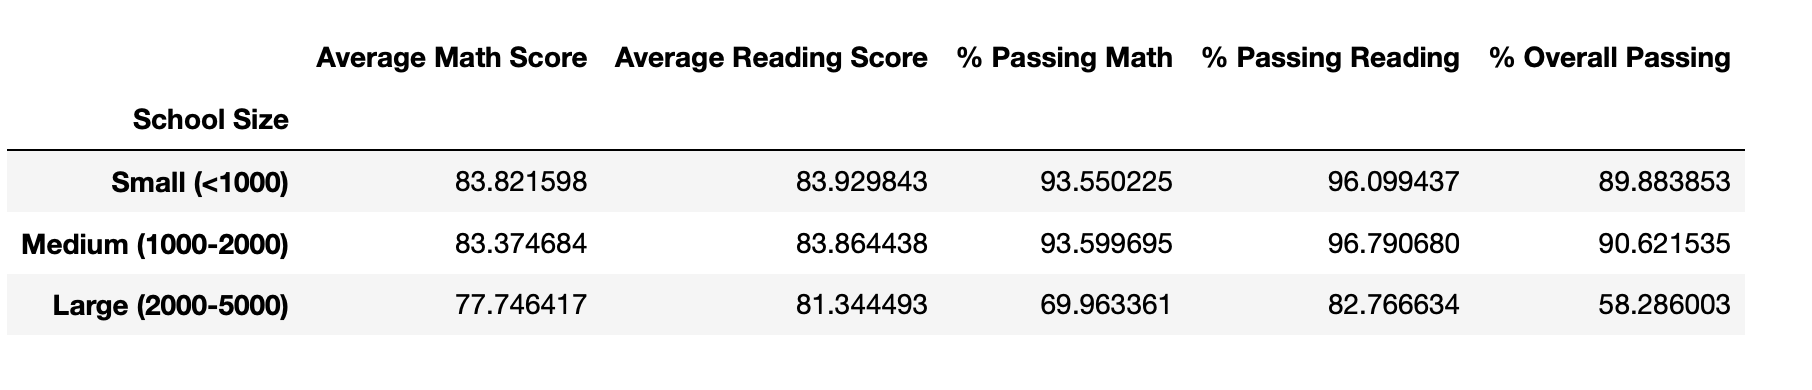 Average Math Score Average Reading Score % Passing Math % Passing Reading % Overall Passing
School Size
Small (<1000) 83.821598 83.929843 93.550225 96.099437 89.883853
Medium (1000-2000) 83.374684 83.864438 93.599695 96.790680 90.621535
Large (2000-5000) 77.746417 81.344493 69.963361 82.766634 58.286003